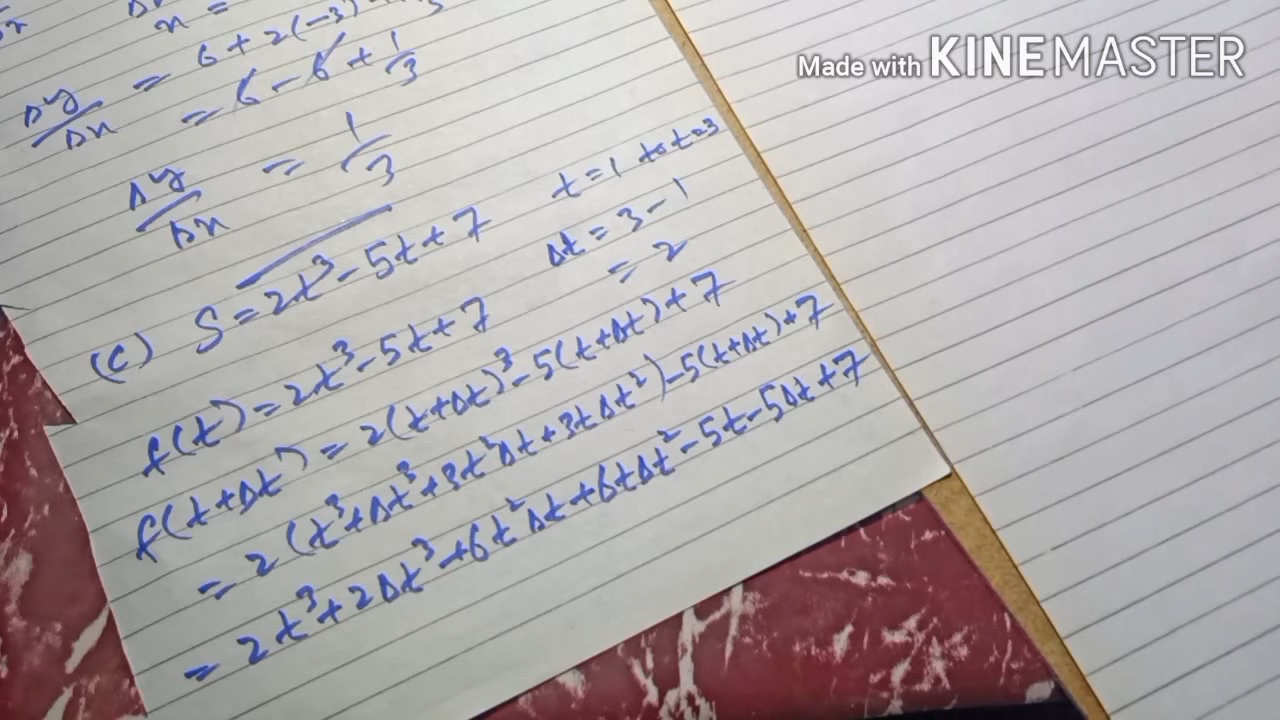 Made with KINEMASTER
= 6 + 2(-3)
Δy/Δx = 6 - 6 + 1/3
Δy/Δx = 1/3
(c) S = 2t³ - 5t + 7 t = 1 to t = 3
Δt = 3 - 1
= 2
f(t) = 2t³ - 5t + 7
f(t+Δt) = 2(t+Δt)³ - 5(t+Δt) + 7
= 2(t³ + Δt³ + 3t²Δt + 3tΔt²) - 5(t+Δt) + 7
= 2t³ + 2Δt³ + 6t²Δt + 6tΔt² - 5t - 5Δt + 7